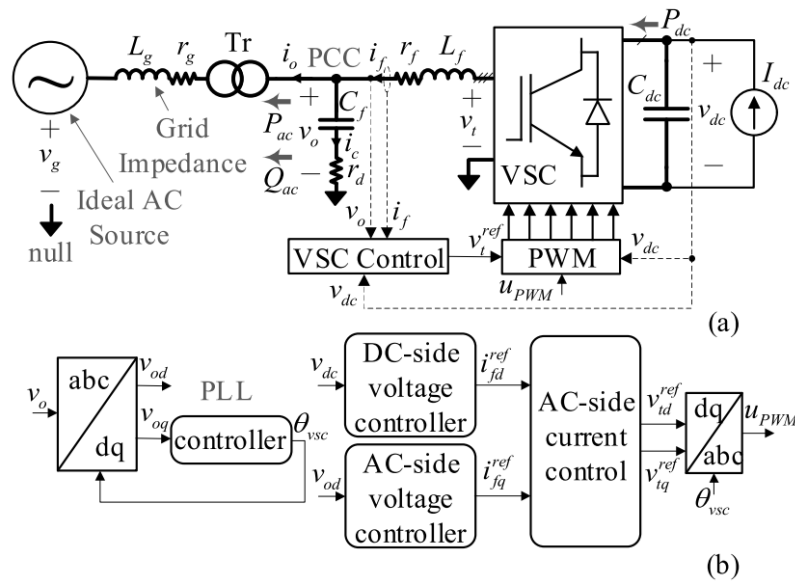 L_g r_g Tr i_o PCC i_f r_f L_f P_dc
+ v_g − Grid Impedance
Ideal AC Source
null
P_ac Q_ac
+ v_o −
C_f i_c r_d
+ v_t −
VSC
C_dc + v_dc − I_dc
v_o i_f
VSC Control v_t^ref PWM v_dc
v_dc u_PWM
(a)
v_o abc dq v_od v_oq
PLL
controller θ_vsc
v_dc DC-side voltage controller i_fd^ref
v_od AC-side voltage controller i_fq^ref
AC-side current control
v_td^ref v_tq^ref
dq abc u_PWM
θ_vsc
(b)